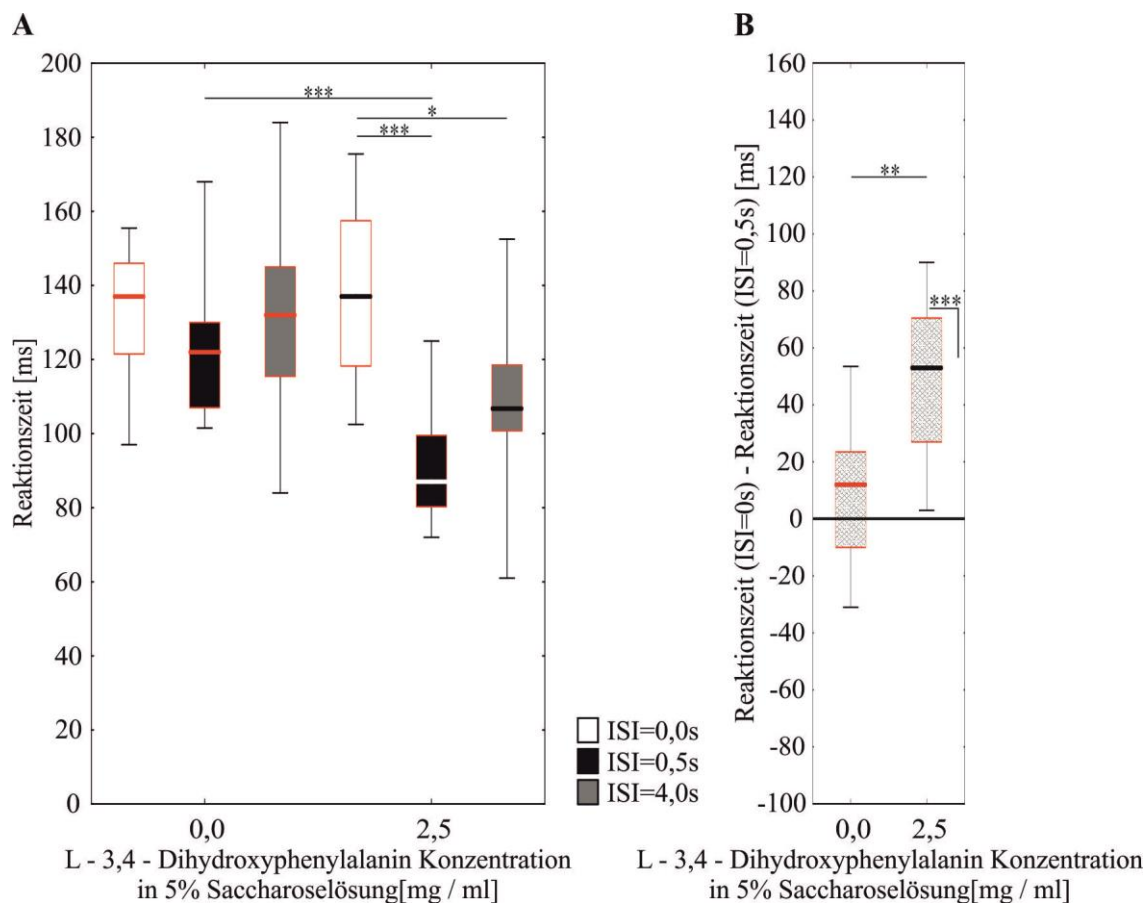 A
200
180
160
140
120
100
80
60
40
20
0
Reaktionszeit [ms]
***
*
***
ISI=0,0s
ISI=0,5s
ISI=4,0s
0,0 2,5
L - 3,4 - Dihydroxyphenylalanin Konzentration
in 5% Saccharoselösung[mg / ml]
B
160
140
120
100
80
60
40
20
0
-20
-40
-60
-80
-100
Reaktionszeit (ISI=0s) - Reaktionszeit (ISI=0,5s) [ms]
**
***
0,0 2,5
L - 3,4 - Dihydroxyphenylalanin Konzentration
in 5% Saccharoselösung[mg / ml]